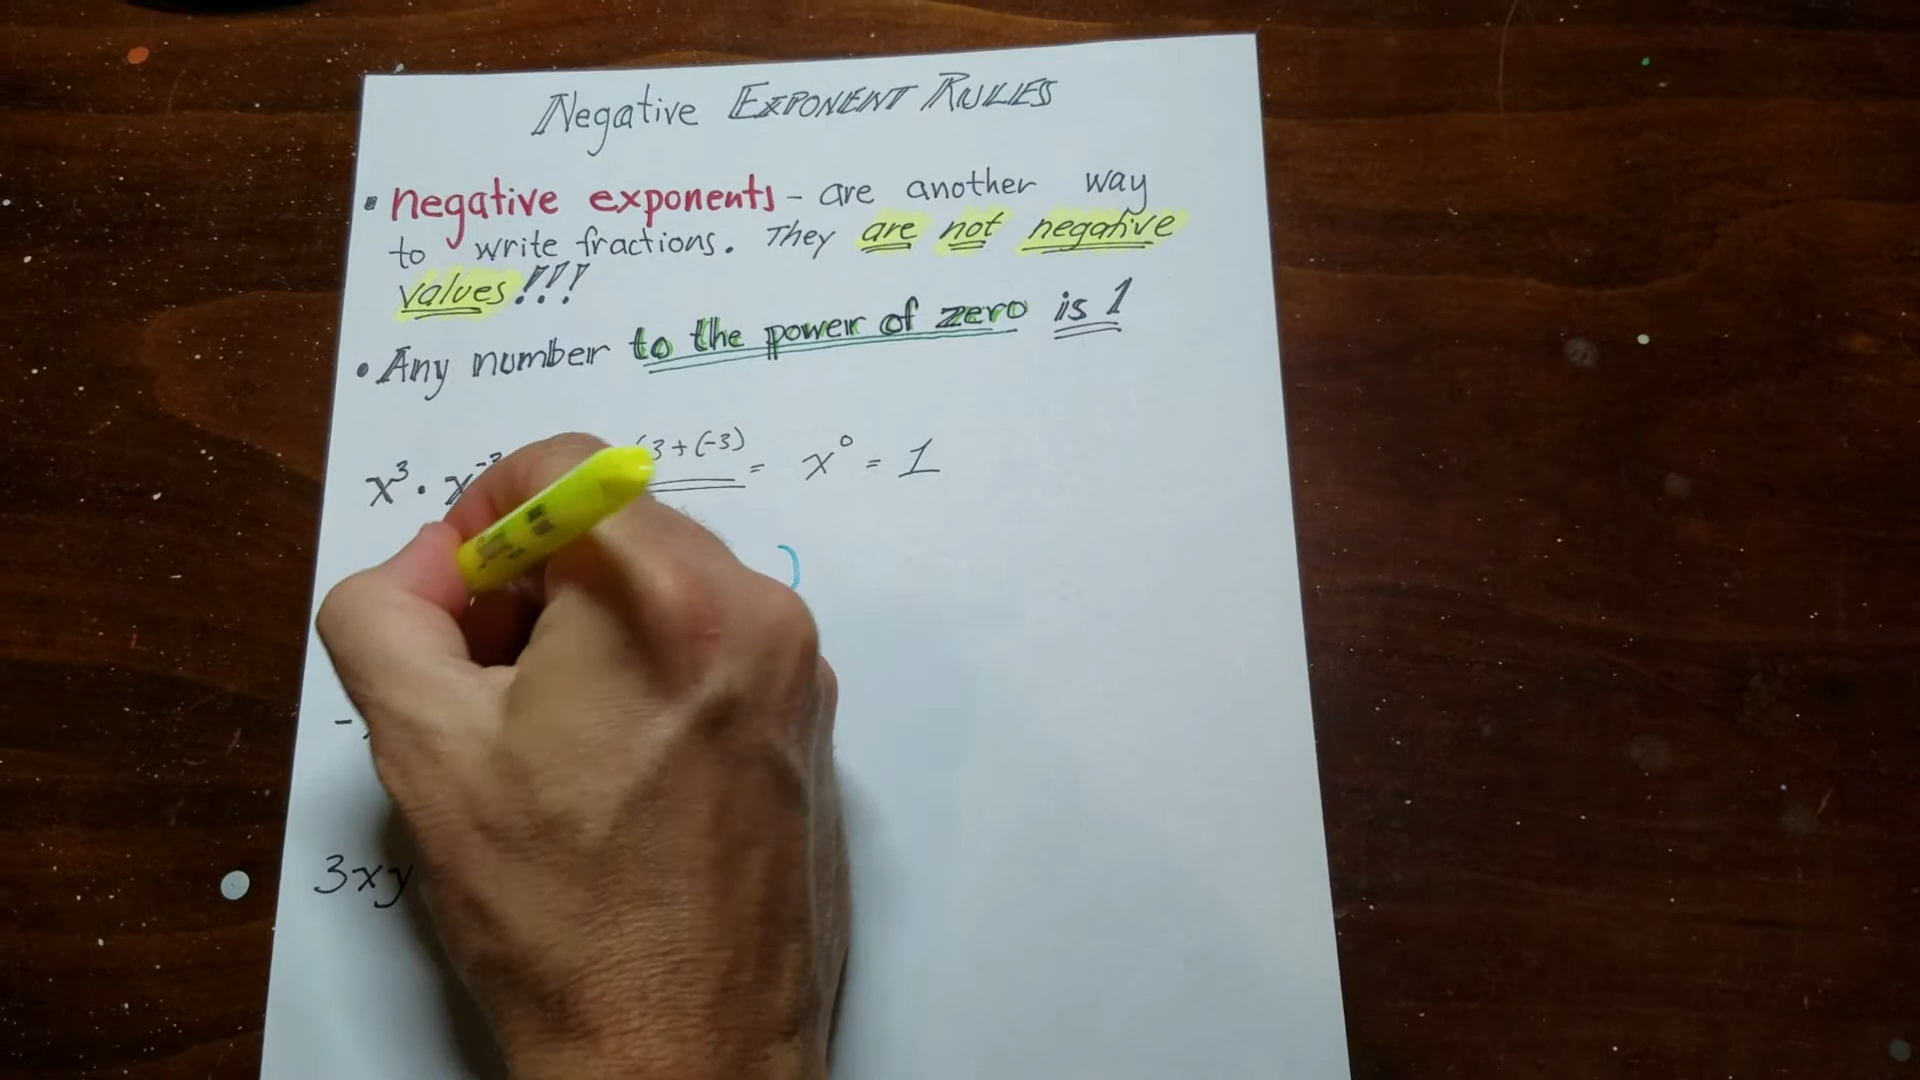 Negative EXPONENT RULES
▪ negative exponents - are another way
to write fractions. They are not negative
values!!!
• Any number to the power of zero is 1
x³ · x⁻³ (3+(-3) = x⁰ = 1
)
-
3xy